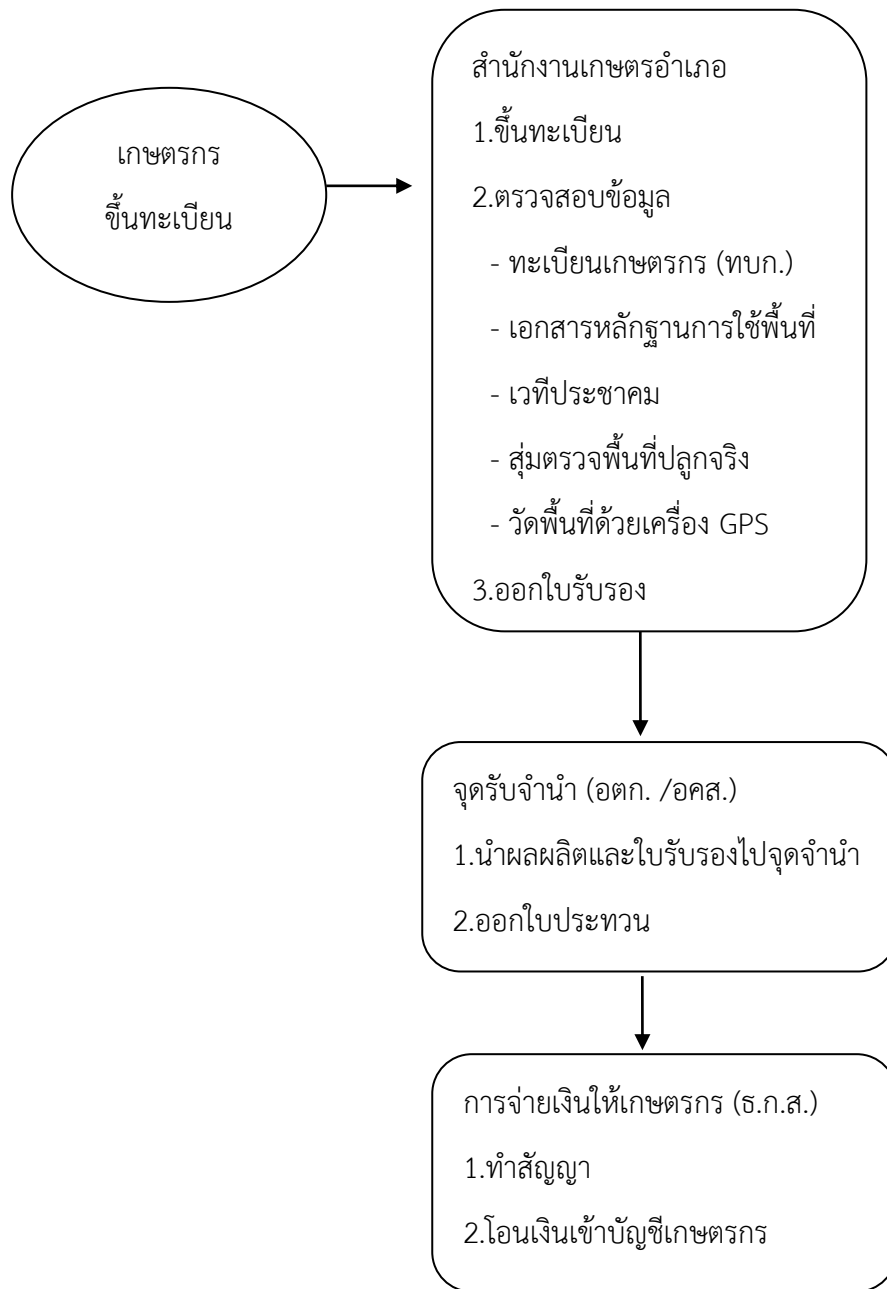 เกษตรกร
ขึ้นทะเบียน
สำนักงานเกษตรอำเภอ
1.ขึ้นทะเบียน
2.ตรวจสอบข้อมูล
- ทะเบียนเกษตรกร (ทบก.)
- เอกสารหลักฐานการใช้พื้นที่
- เวทีประชาคม
- สุ่มตรวจพื้นที่ปลูกจริง
- วัดพื้นที่ด้วยเครื่อง GPS
3.ออกใบรับรอง
จุดรับจำนำ (อตก. /อคส.)
1.นำผลผลิตและใบรับรองไปจุดจำนำ
2.ออกใบประทวน
การจ่ายเงินให้เกษตรกร (ธ.ก.ส.)
1.ทำสัญญา
2.โอนเงินเข้าบัญชีเกษตรกร